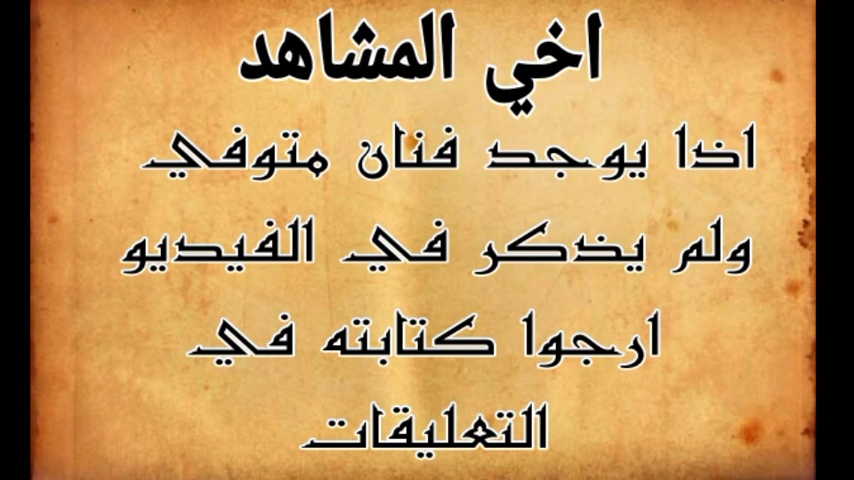 اخي المشاهد
اذا يوجد فنان متوفي
ولم يذكر في الفيديو
ارجوا كتابته في
التعليقات